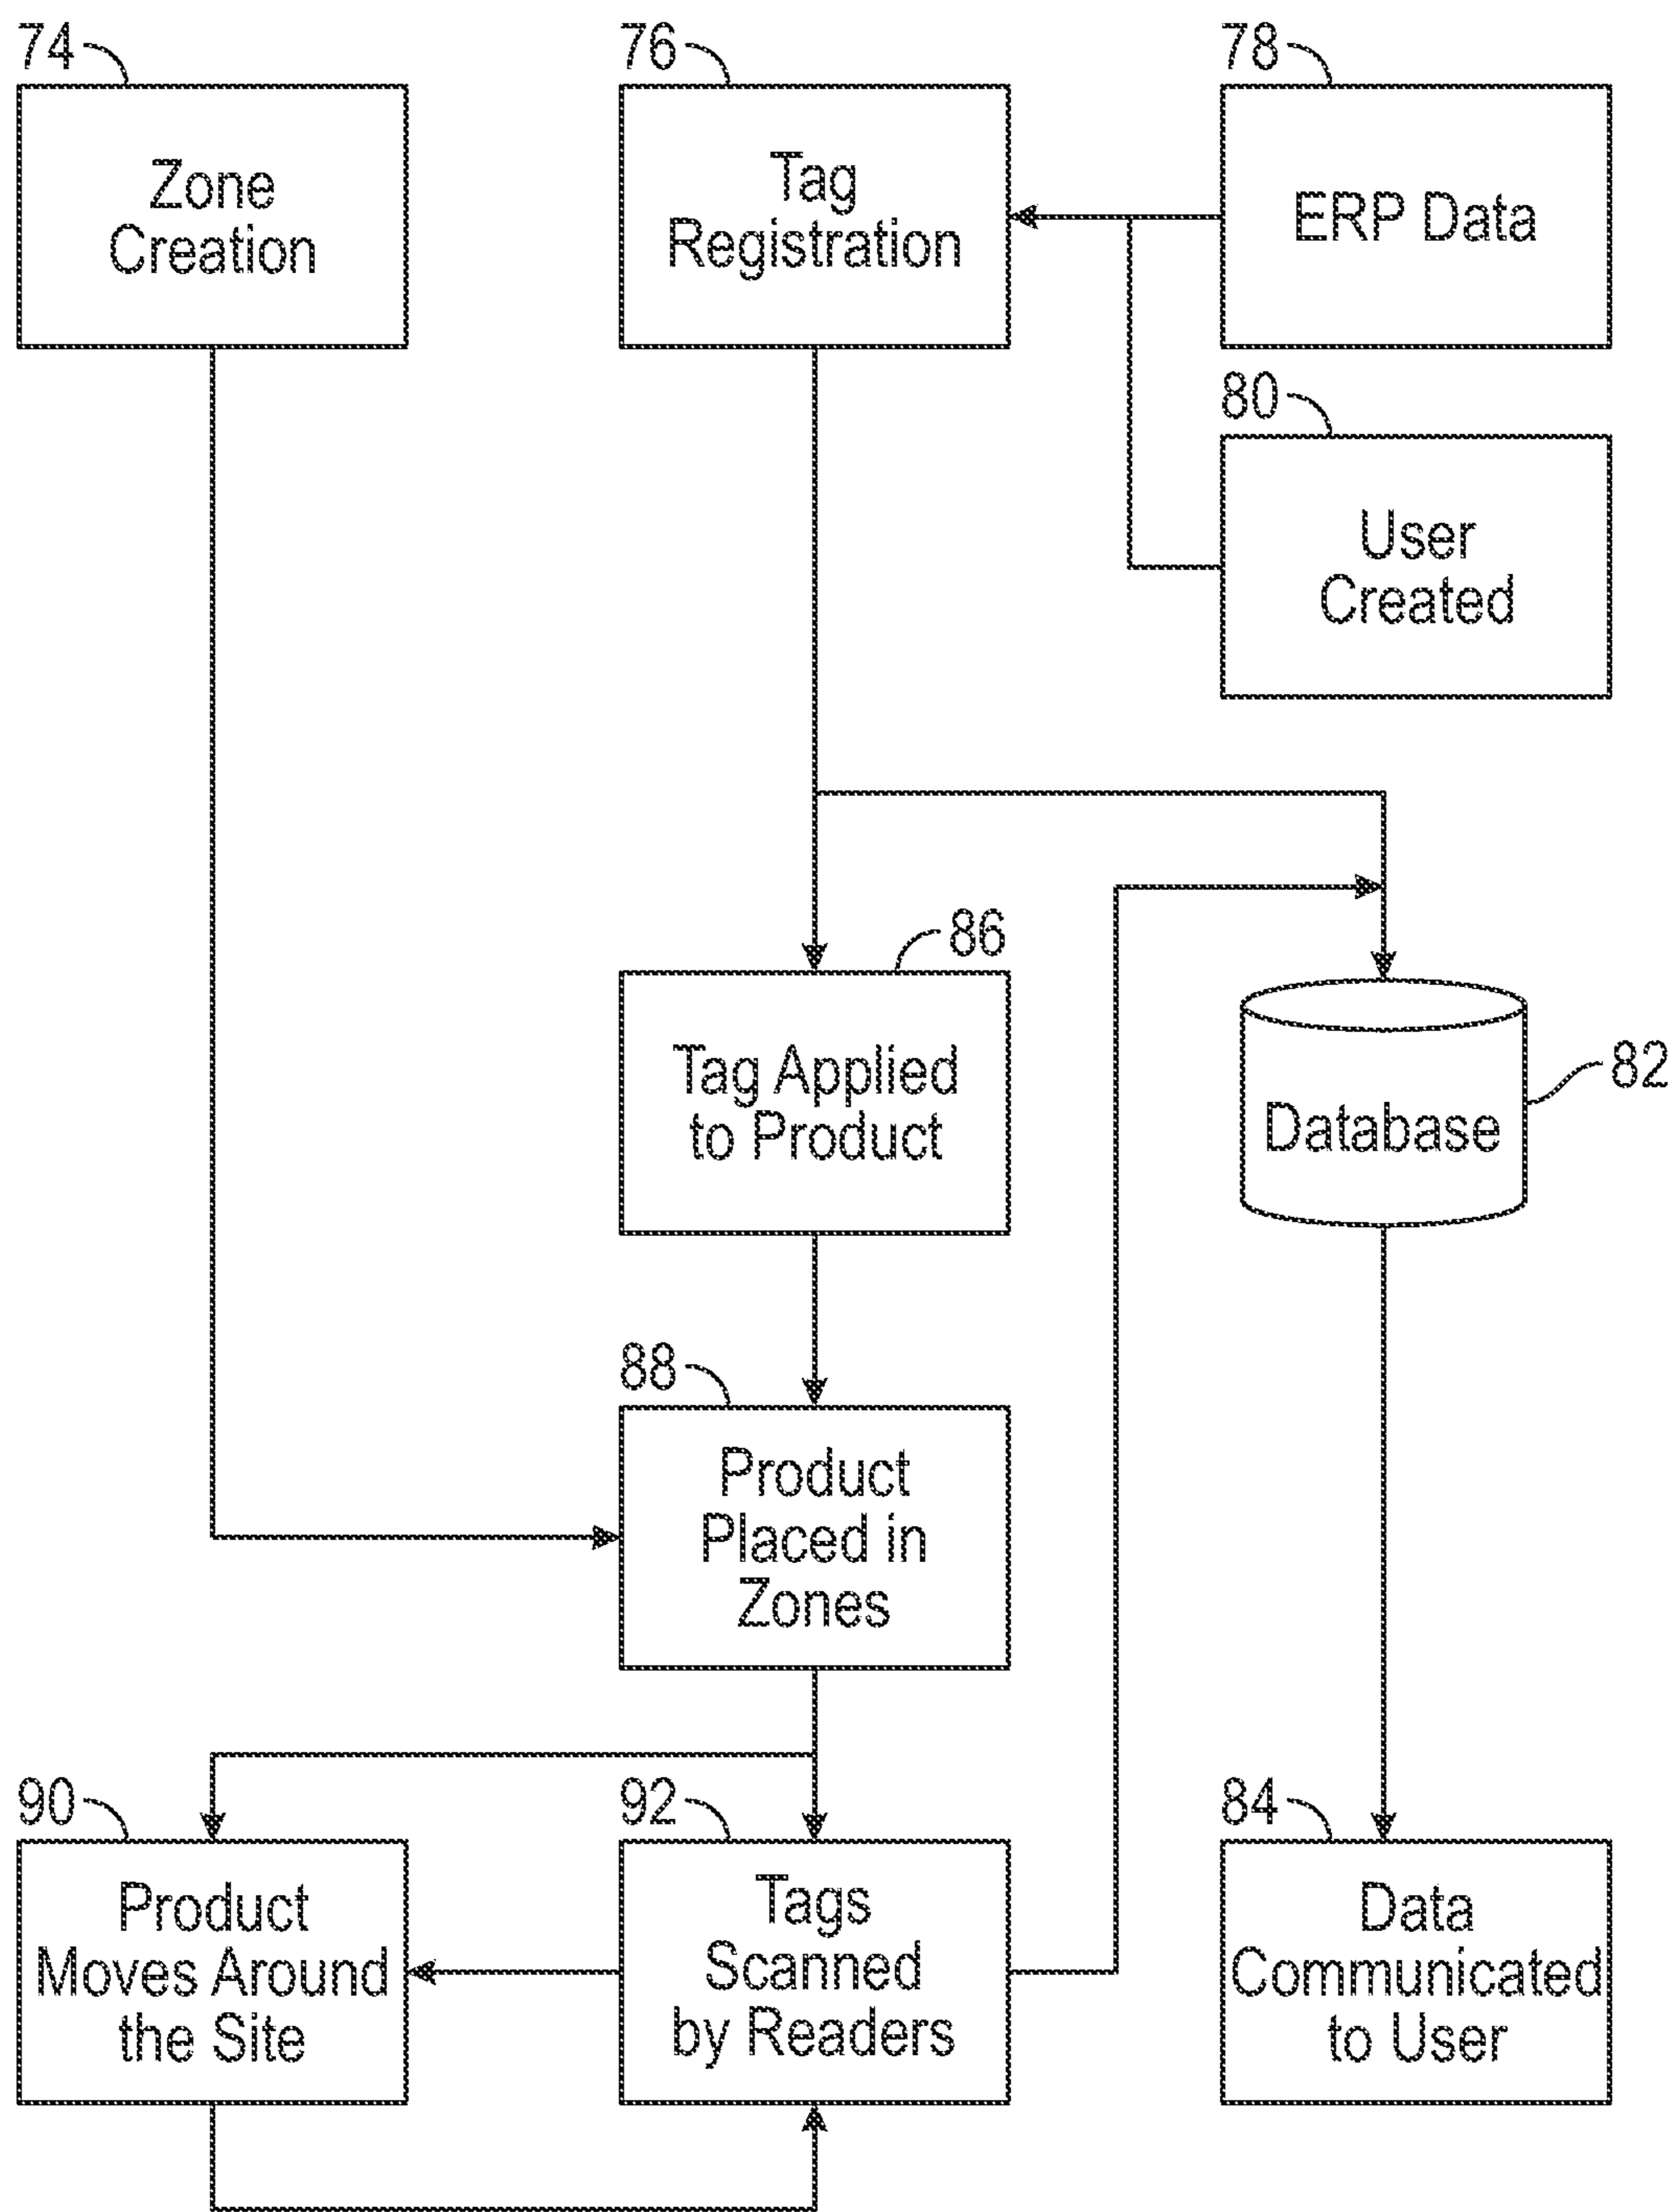 74
Zone
Creation
76
Tag
Registration
78
ERP Data
80
User
Created
86
Tag Applied
to Product
82
Database
88
Product
Placed in
Zones
90
Product
Moves Around
the Site
92
Tags
Scanned
by Readers
84
Data
Communicated
to User